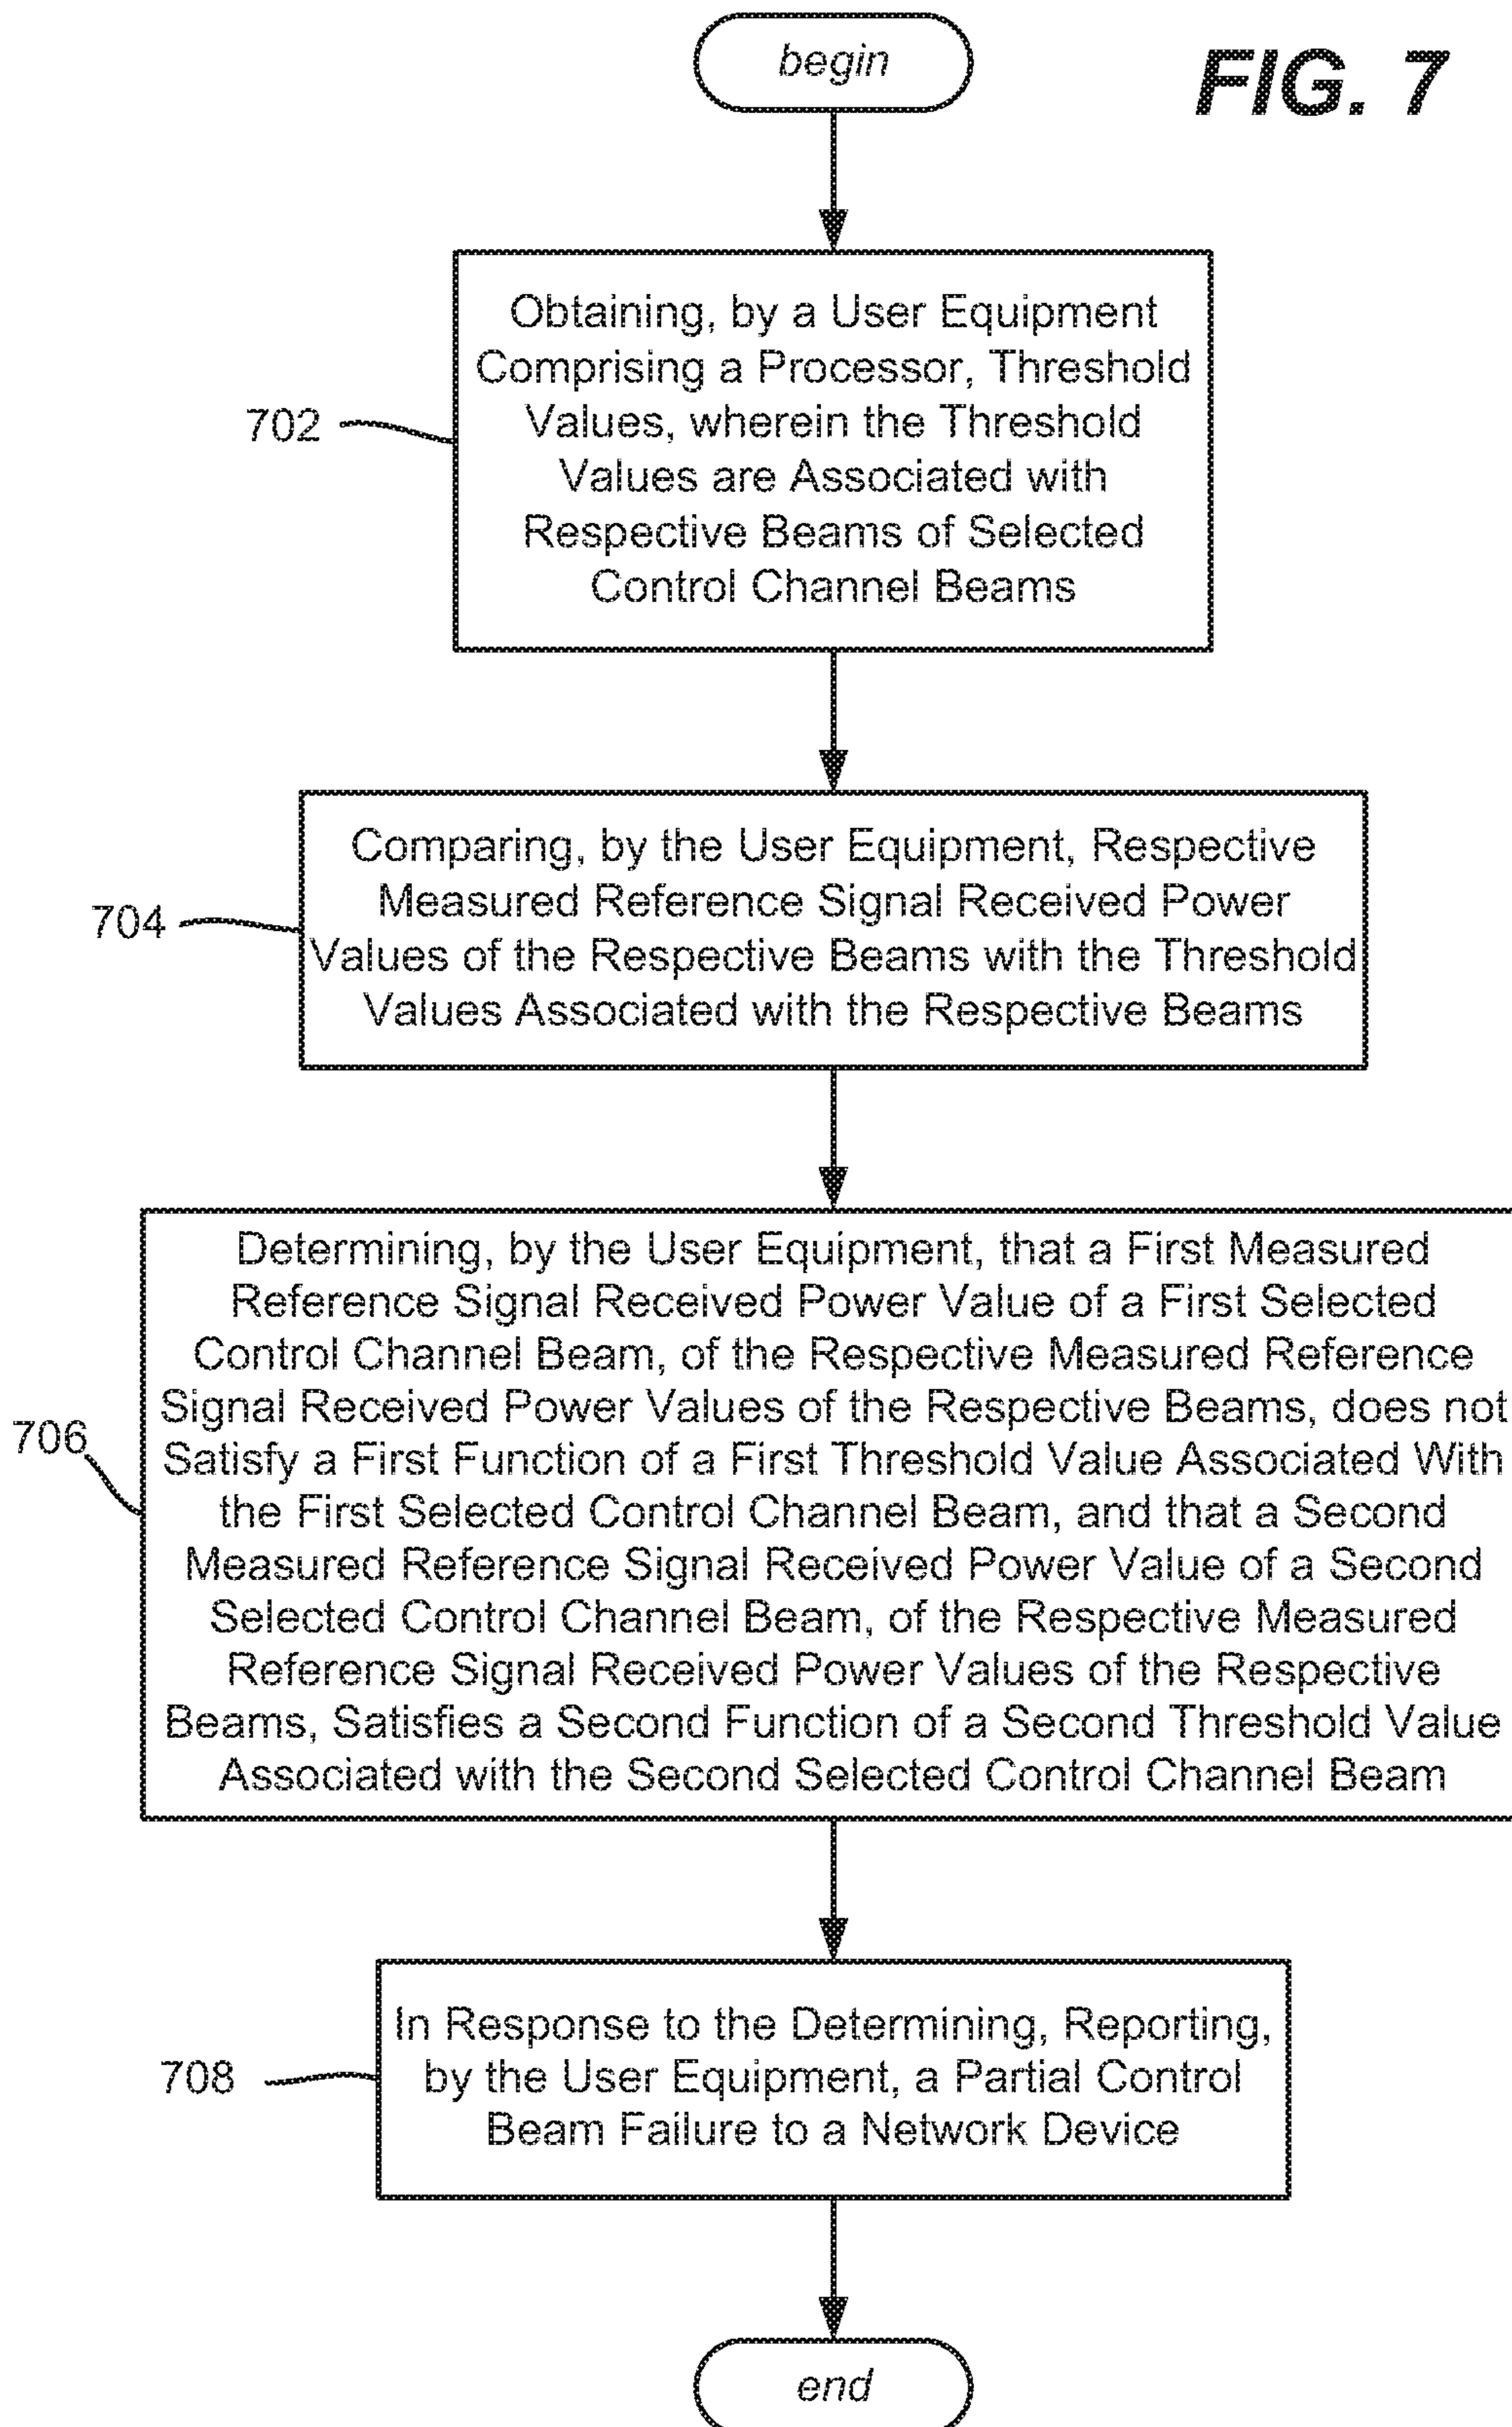 begin
FIG. 7
Obtaining, by a User Equipment
Comprising a Processor, Threshold
Values, wherein the Threshold
Values are Associated with
Respective Beams of Selected
Control Channel Beams
702
Comparing, by the User Equipment, Respective
Measured Reference Signal Received Power
Values of the Respective Beams with the Threshold
Values Associated with the Respective Beams
704
Determining, by the User Equipment, that a First Measured
Reference Signal Received Power Value of a First Selected
Control Channel Beam, of the Respective Measured Reference
Signal Received Power Values of the Respective Beams, does not
Satisfy a First Function of a First Threshold Value Associated With
the First Selected Control Channel Beam, and that a Second
Measured Reference Signal Received Power Value of a Second
Selected Control Channel Beam, of the Respective Measured
Reference Signal Received Power Values of the Respective
Beams, Satisfies a Second Function of a Second Threshold Value
Associated with the Second Selected Control Channel Beam
706
In Response to the Determining, Reporting,
by the User Equipment, a Partial Control
Beam Failure to a Network Device
708
end